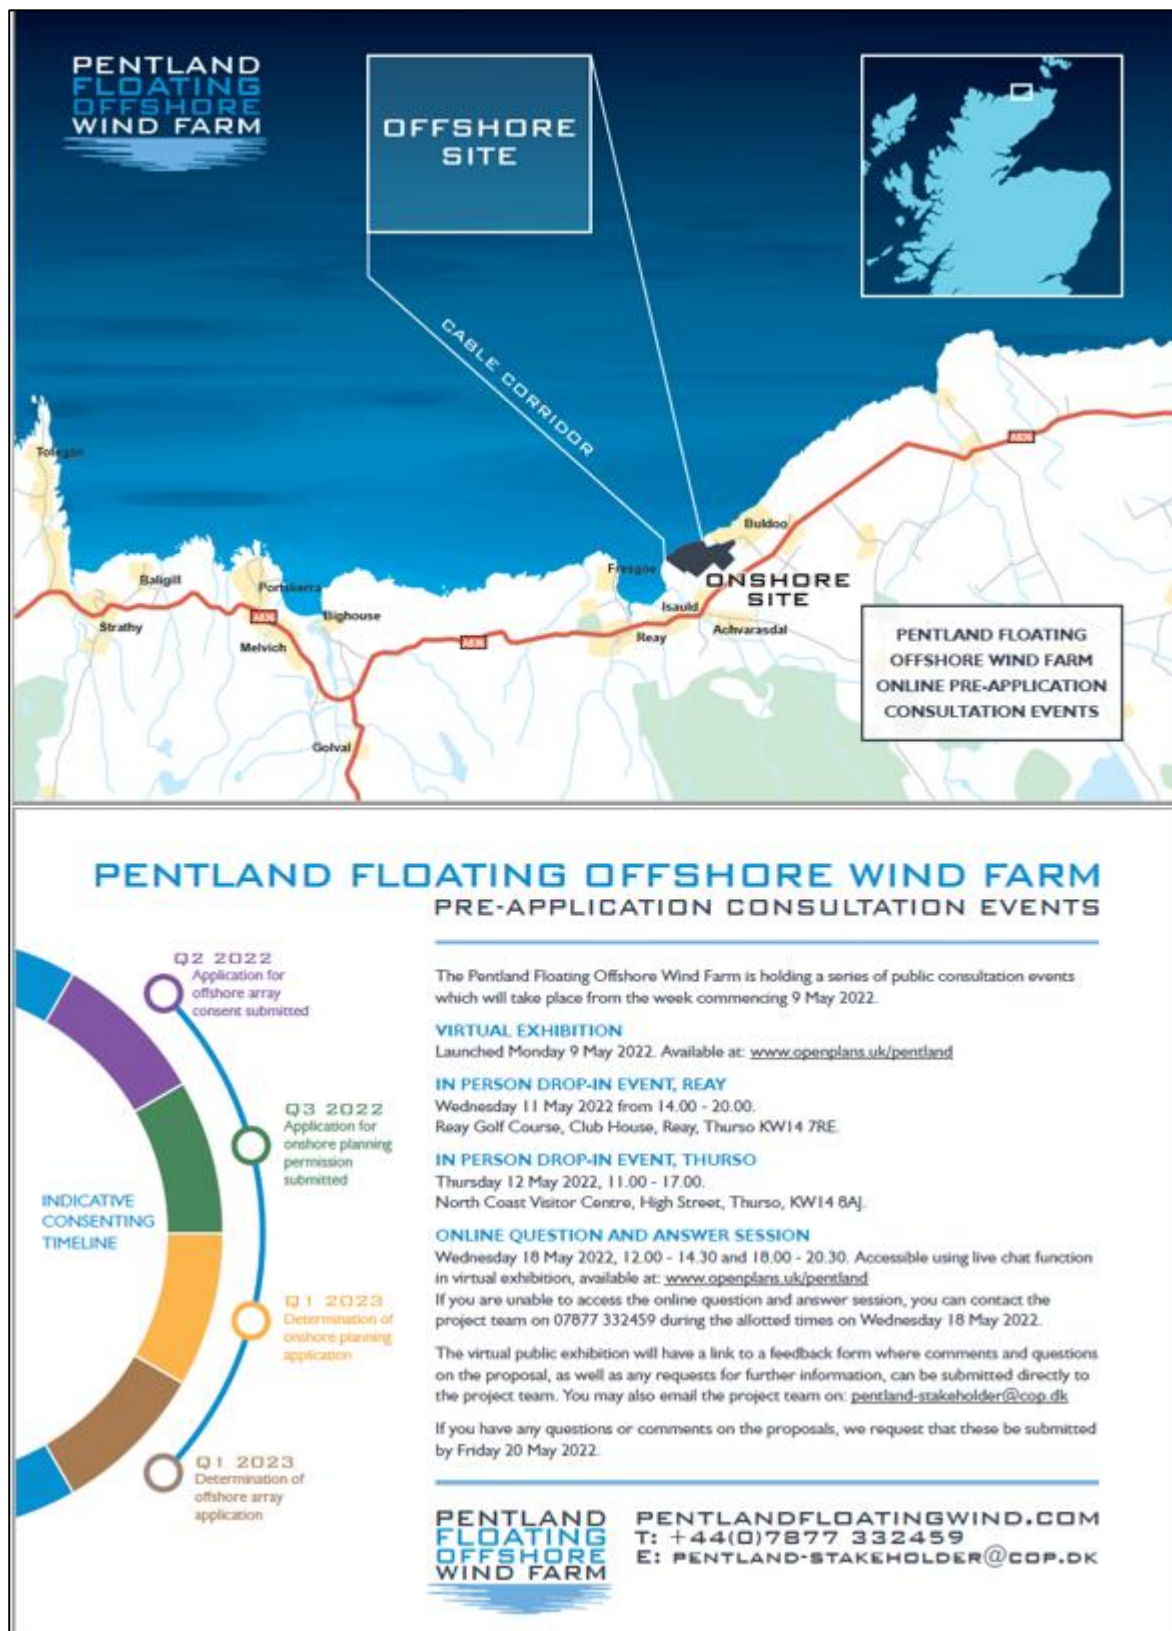 PENTLAND
FLOATING
OFFSHORE
WIND FARM
OFFSHORE
SITE
CABLE CORRIDOR
Tofegoe
Baligill
Portskerra
Strathy
A836
Bighouse
Melvich
A836
Golval
Fresgoe
Buldoo
A836
ONSHORE
SITE
Isauld
Reay
Achvarasdal
PENTLAND FLOATING
OFFSHORE WIND FARM
ONLINE PRE-APPLICATION
CONSULTATION EVENTS
PENTLAND FLOATING OFFSHORE WIND FARM
PRE-APPLICATION CONSULTATION EVENTS
INDICATIVE
CONSENTING
TIMELINE
Q2 2022
Application for
offshore array
consent submitted
Q3 2022
Application for
onshore planning
permission
submitted
Q1 2023
Determination of
onshore planning
application
Q1 2023
Determination of
offshore array
application
The Pentland Floating Offshore Wind Farm is holding a series of public consultation events
which will take place from the week commencing 9 May 2022.
VIRTUAL EXHIBITION
Launched Monday 9 May 2022. Available at: www.openplans.uk/pentland
IN PERSON DROP-IN EVENT, REAY
Wednesday 11 May 2022 from 14.00 - 20.00.
Reay Golf Course, Club House, Reay, Thurso KW14 7RE.
IN PERSON DROP-IN EVENT, THURSO
Thursday 12 May 2022, 11.00 - 17.00.
North Coast Visitor Centre, High Street, Thurso, KW14 8AJ.
ONLINE QUESTION AND ANSWER SESSION
Wednesday 18 May 2022, 12.00 - 14.30 and 18.00 - 20.30. Accessible using live chat function
in virtual exhibition, available at: www.openplans.uk/pentland
If you are unable to access the online question and answer session, you can contact the
project team on 07877 332459 during the allotted times on Wednesday 18 May 2022.
The virtual public exhibition will have a link to a feedback form where comments and questions
on the proposal, as well as any requests for further information, can be submitted directly to
the project team. You may also email the project team on: pentland-stakeholder@cop.dk
If you have any questions or comments on the proposals, we request that these be submitted
by Friday 20 May 2022.
PENTLAND
FLOATING
OFFSHORE
WIND FARM
PENTLANDFLOATINGWIND.COM
T: +44(0)7877 332459
E: PENTLAND-STAKEHOLDER@COP.DK